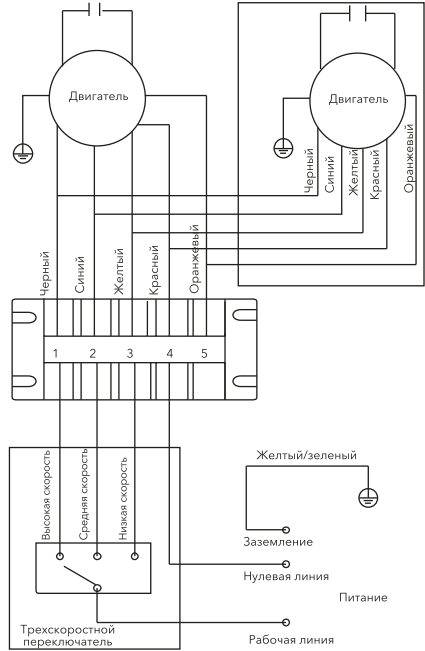 Двигатель
Двигатель
Черный
Синий
Желтый
Красный
Оранжевый
Черный
Синий
Желтый
Красный
Оранжевый
1 2 3 4 5
Высокая скорость
Средняя скорость
Низкая скорость
Желтый/зеленый
Заземление
Нулевая линия
Питание
Рабочая линия
Трехскоростной
переключатель